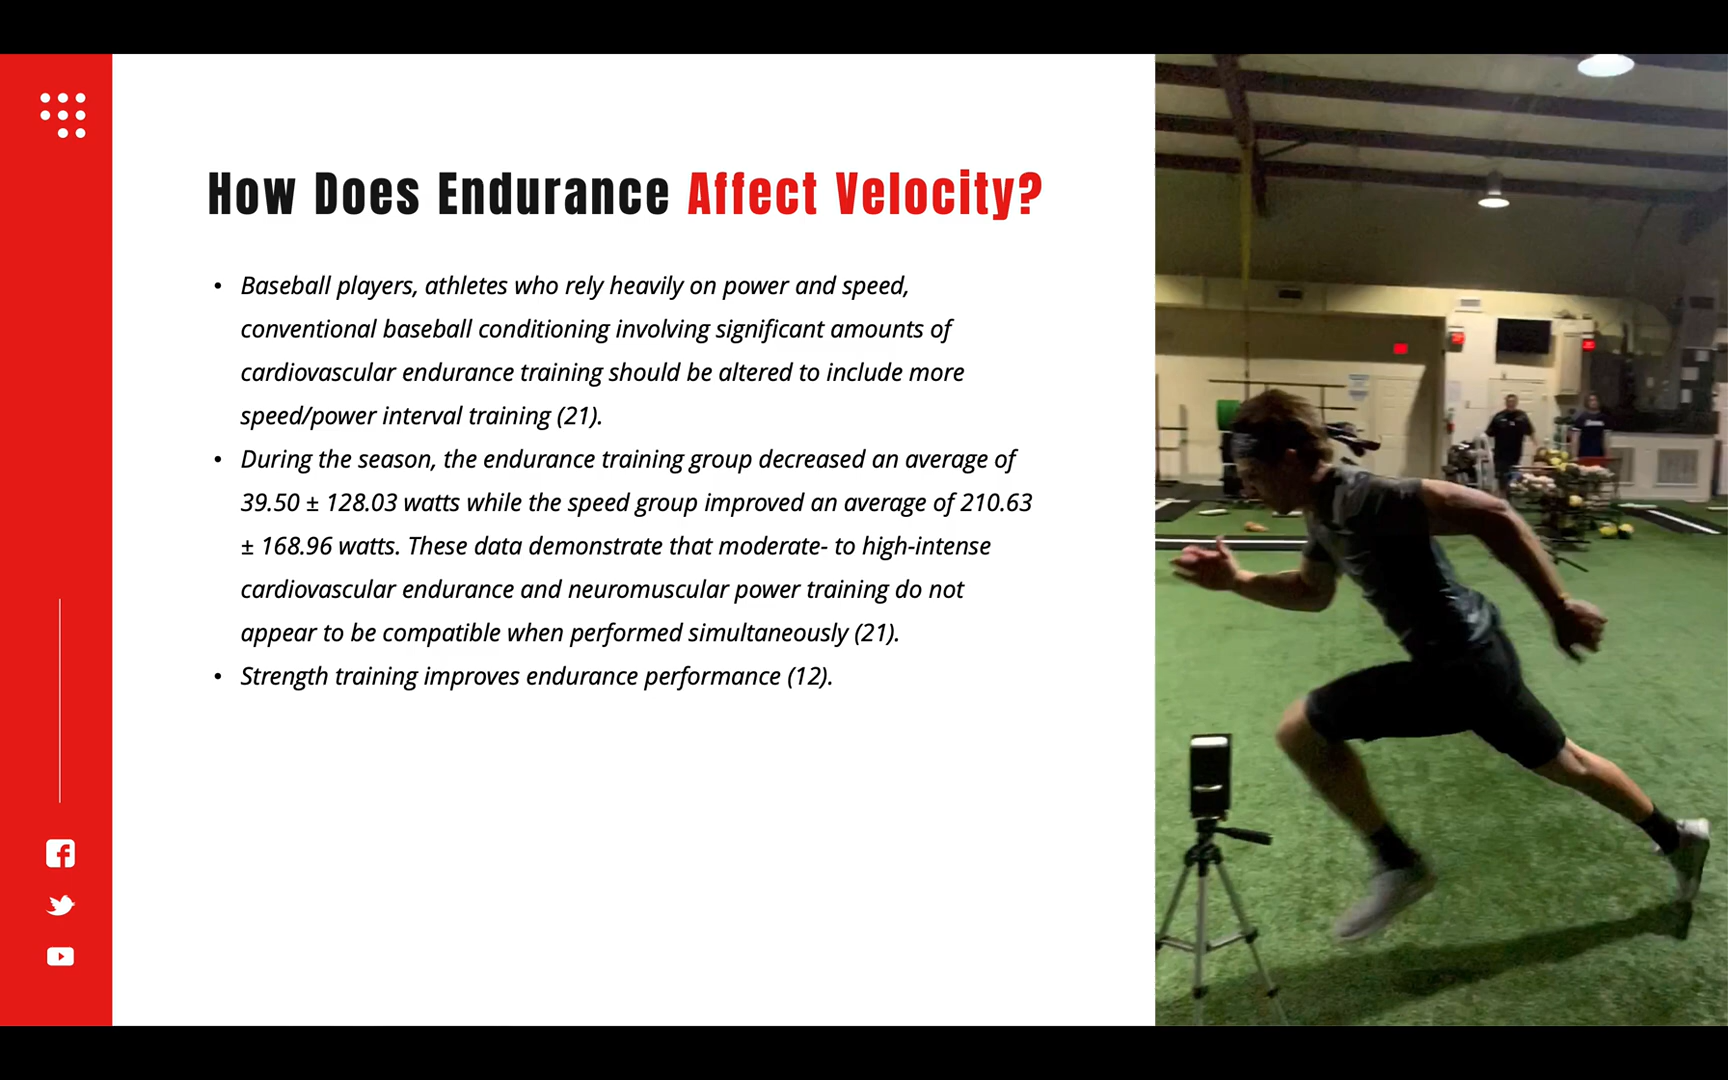 How Does Endurance Affect Velocity?
• Baseball players, athletes who rely heavily on power and speed,
conventional baseball conditioning involving significant amounts of
cardiovascular endurance training should be altered to include more
speed/power interval training (21).
• During the season, the endurance training group decreased an average of
39.50 ± 128.03 watts while the speed group improved an average of 210.63
± 168.96 watts. These data demonstrate that moderate- to high-intense
cardiovascular endurance and neuromuscular power training do not
appear to be compatible when performed simultaneously (21).
• Strength training improves endurance performance (12).